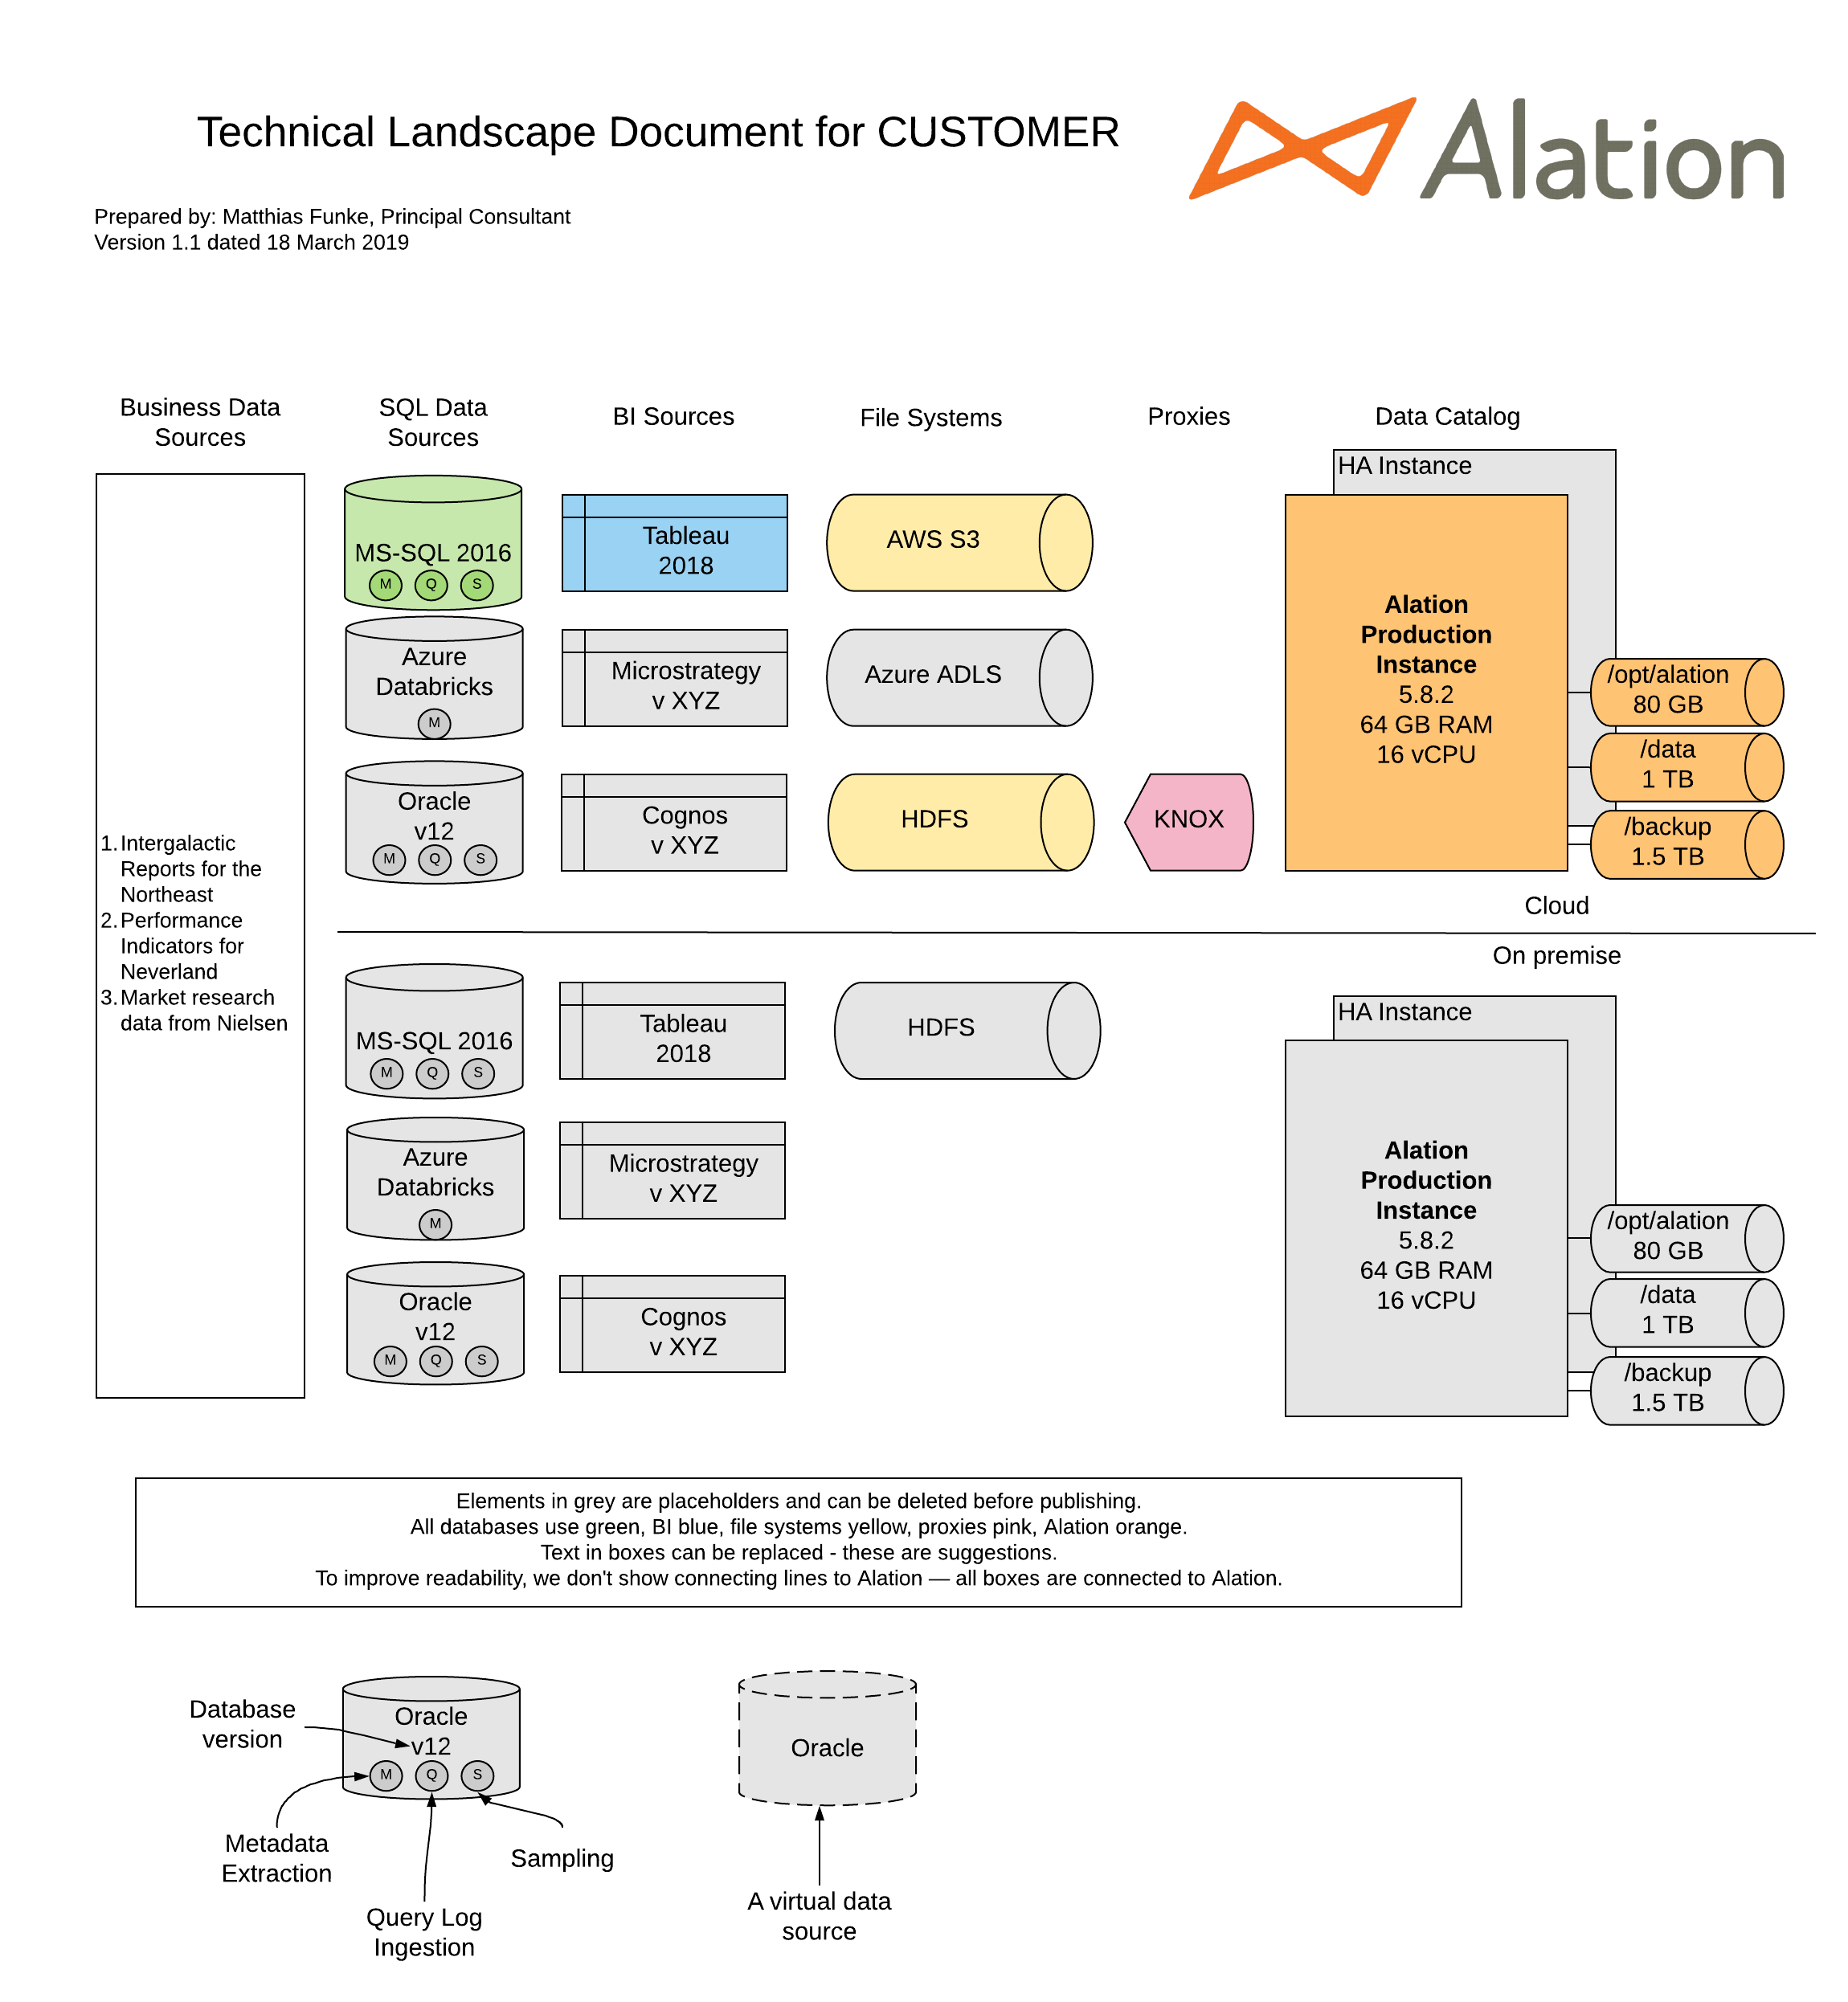 Technical Landscape Document for CUSTOMER
Alation
Prepared by: Matthias Funke, Principal Consultant
Version 1.1 dated 18 March 2019
Business Data
Sources
SQL Data
Sources
BI Sources
File Systems
Proxies
Data Catalog
1. Intergalactic
Reports for the
Northeast
2. Performance
Indicators for
Neverland
3. Market research
data from Nielsen
MS-SQL 2016
M Q S
Tableau
2018
AWS S3
Azure
Databricks
M
Microstrategy
v XYZ
Azure ADLS
Oracle
v12
M Q S
Cognos
v XYZ
HDFS
KNOX
HA Instance
Alation
Production
Instance
5.8.2
64 GB RAM
16 vCPU
/opt/alation
80 GB
/data
1 TB
/backup
1.5 TB
Cloud
On premise
MS-SQL 2016
M Q S
Tableau
2018
HDFS
Azure
Databricks
M
Microstrategy
v XYZ
Oracle
v12
M Q S
Cognos
v XYZ
HA Instance
Alation
Production
Instance
5.8.2
64 GB RAM
16 vCPU
/opt/alation
80 GB
/data
1 TB
/backup
1.5 TB
Elements in grey are placeholders and can be deleted before publishing.
All databases use green, BI blue, file systems yellow, proxies pink, Alation orange.
Text in boxes can be replaced - these are suggestions.
To improve readability, we don't show connecting lines to Alation — all boxes are connected to Alation.
Database
version
Oracle
v12
M Q S
Metadata
Extraction
Query Log
Ingestion
Sampling
Oracle
A virtual data
source